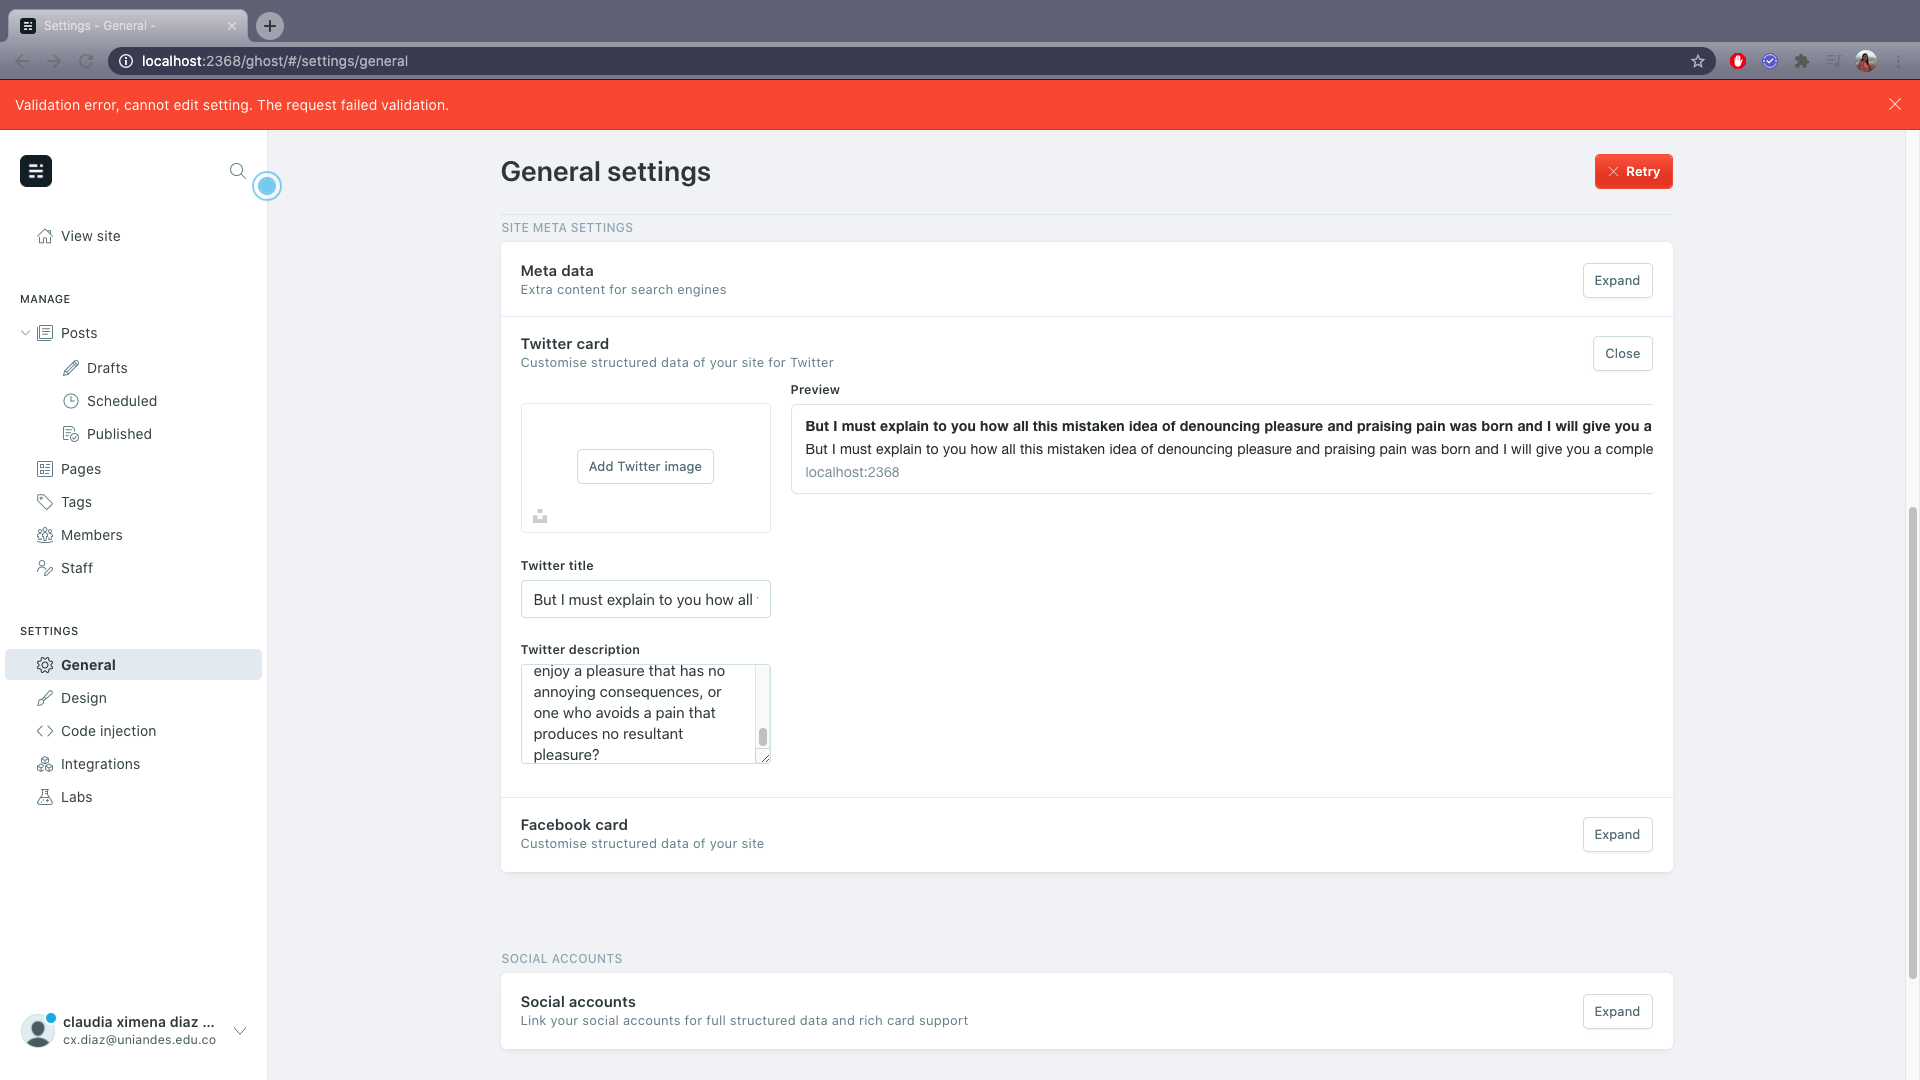 Settings - General -
localhost:2368/ghost/#/settings/general
Validation error, cannot edit setting. The request failed validation.
View site
MANAGE
Posts
Drafts
Scheduled
Published
Pages
Tags
Members
Staff
SETTINGS
General
Design
Code injection
Integrations
Labs
claudia ximena diaz ...
cx.diaz@uniandes.edu.co
General settings
Retry
SITE META SETTINGS
Meta data
Extra content for search engines
Expand
Twitter card
Customise structured data of your site for Twitter
Close
Add Twitter image
Preview
But I must explain to you how all this mistaken idea of denouncing pleasure and praising pain was born and I will give you a
But I must explain to you how all this mistaken idea of denouncing pleasure and praising pain was born and I will give you a comple
localhost:2368
Twitter title
But I must explain to you how all
Twitter description
enjoy a pleasure that has no
annoying consequences, or
one who avoids a pain that
produces no resultant
pleasure?
Facebook card
Customise structured data of your site
Expand
SOCIAL ACCOUNTS
Social accounts
Link your social accounts for full structured data and rich card support
Expand